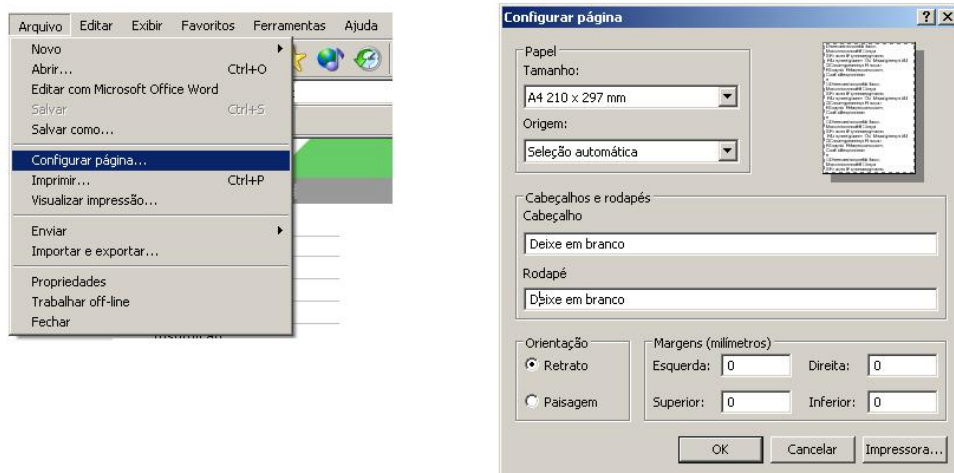 Arquivo Editar Exibir Favoritos Ferramentas Ajuda
Novo
Abrir... Ctrl+O
Editar com Microsoft Office Word
Salvar Ctrl+S
Salvar como...
Configurar página...
Imprimir... Ctrl+P
Visualizar impressão...
Enviar
Importar e exportar...
Propriedades
Trabalhar off-line
Fechar
Configurar página
Papel
Tamanho:
A4 210 x 297 mm
Origem:
Seleção automática
Cabeçalhos e rodapés
Cabeçalho
Deixe em branco
Rodapé
Deixe em branco
Orientação
Retrato
Paisagem
Margens (milímetros)
Esquerda: 0 Direita: 0
Superior: 0 Inferior: 0
OK Cancelar Impressora...